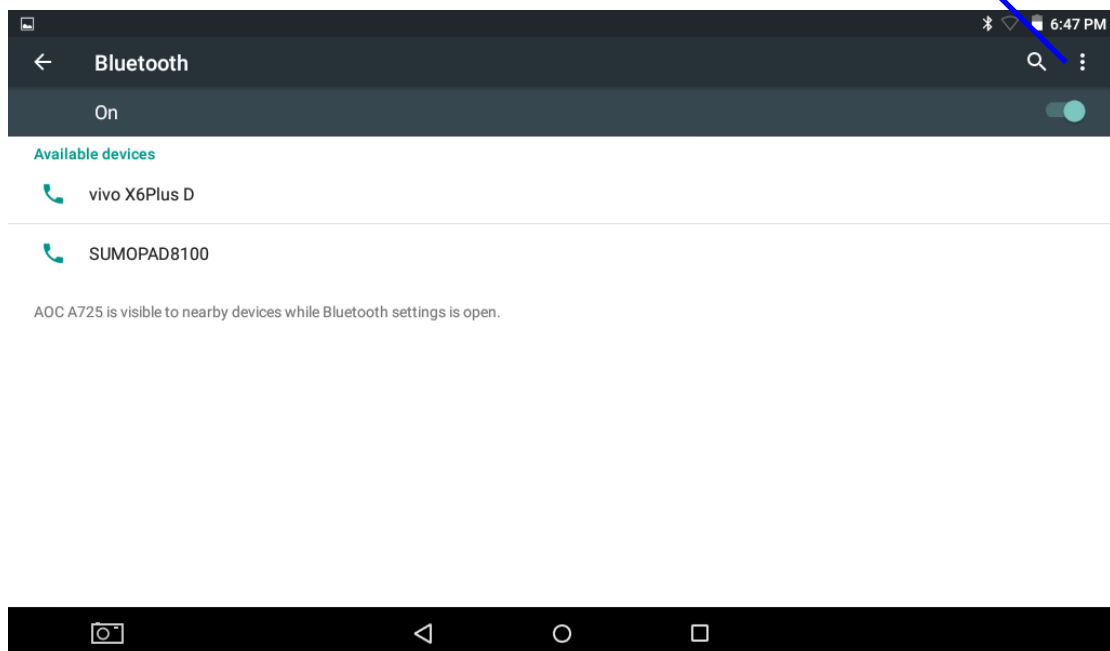 6:47 PM
Bluetooth
On
Available devices
vivo X6Plus D
SUMOPAD8100
AOC A725 is visible to nearby devices while Bluetooth settings is open.